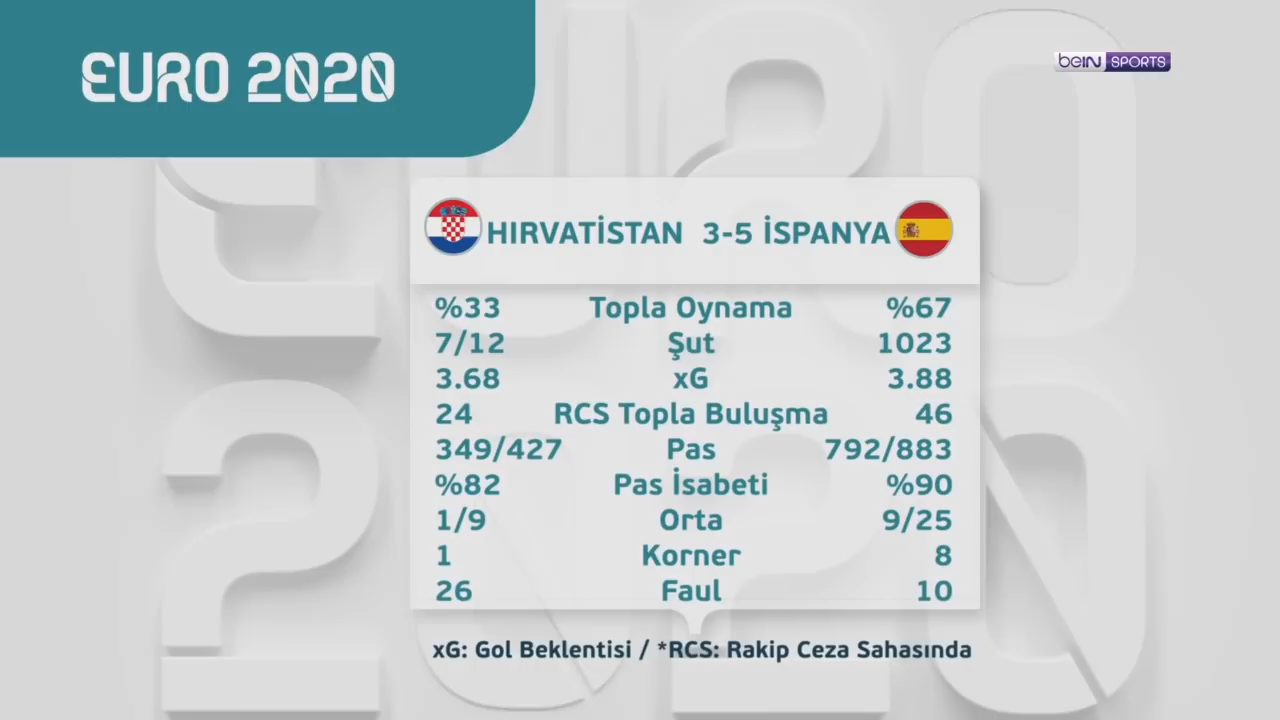 EURO 2020
beIN SPORTS
HIRVATİSTAN 3-5 İSPANYA
%33 Topla Oynama %67
7/12 Şut 1023
3.68 xG 3.88
24 RCS Topla Buluşma 46
349/427 Pas 792/883
%82 Pas İsabeti %90
1/9 Orta 9/25
1 Korner 8
26 Faul 10
xG: Gol Beklentisi / *RCS: Rakip Ceza Sahasında